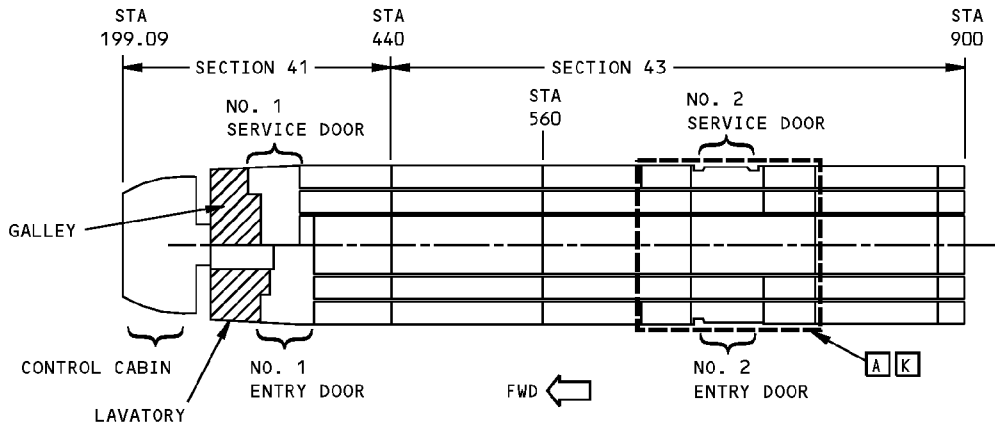 STA
199.09
STA
440
STA
900
SECTION 41
SECTION 43
NO. 1
SERVICE DOOR
STA
560
NO. 2
SERVICE DOOR
GALLEY
CONTROL CABIN
LAVATORY
NO. 1
ENTRY DOOR
FWD
NO. 2
ENTRY DOOR
A K